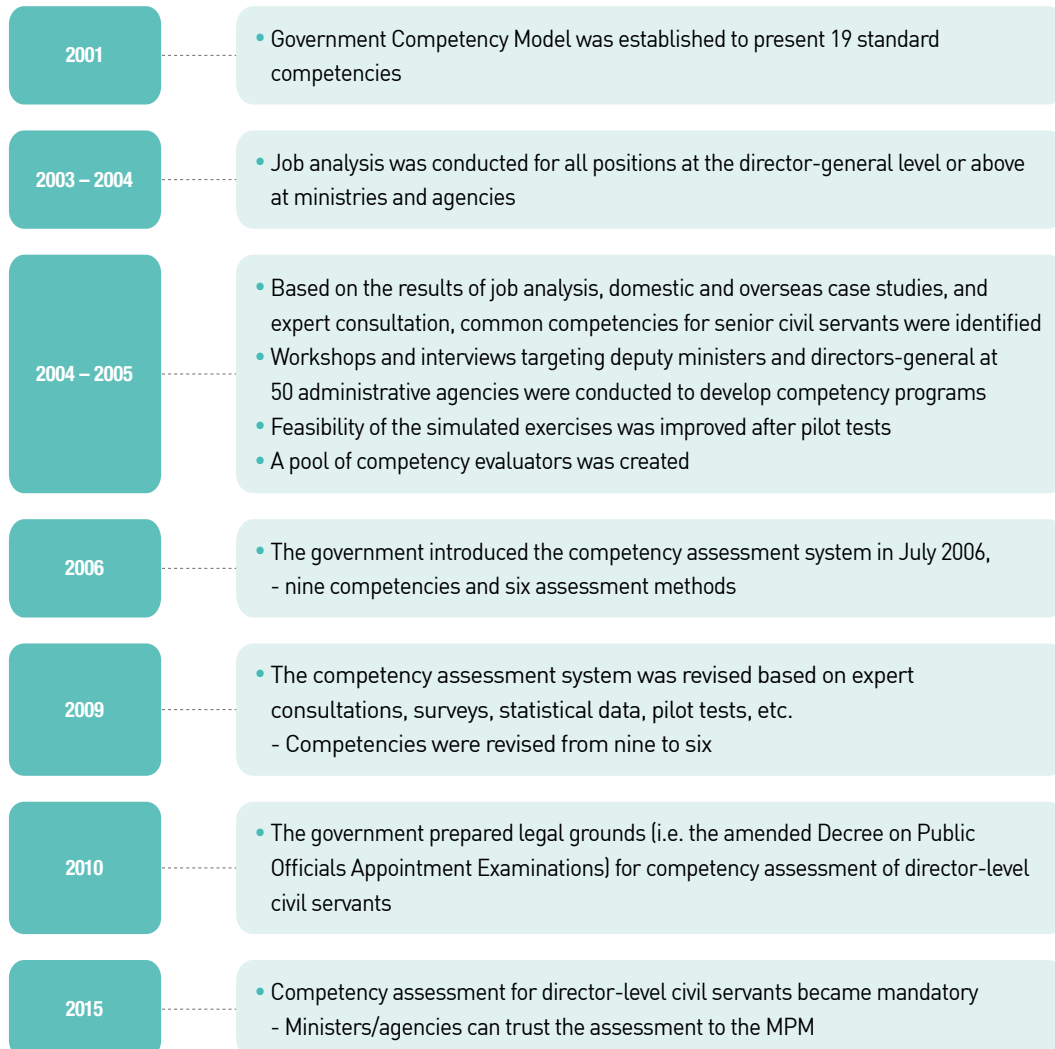 2001
• Government Competency Model was established to present 19 standard
competencies
2003 – 2004
• Job analysis was conducted for all positions at the director-general level or above
at ministries and agencies
2004 – 2005
• Based on the results of job analysis, domestic and overseas case studies, and
expert consultation, common competencies for senior civil servants were identified
• Workshops and interviews targeting deputy ministers and directors-general at
50 administrative agencies were conducted to develop competency programs
• Feasibility of the simulated exercises was improved after pilot tests
• A pool of competency evaluators was created
2006
• The government introduced the competency assessment system in July 2006,
- nine competencies and six assessment methods
2009
• The competency assessment system was revised based on expert
consultations, surveys, statistical data, pilot tests, etc.
- Competencies were revised from nine to six
2010
• The government prepared legal grounds (i.e. the amended Decree on Public
Officials Appointment Examinations) for competency assessment of director-level
civil servants
2015
• Competency assessment for director-level civil servants became mandatory
- Ministers/agencies can trust the assessment to the MPM